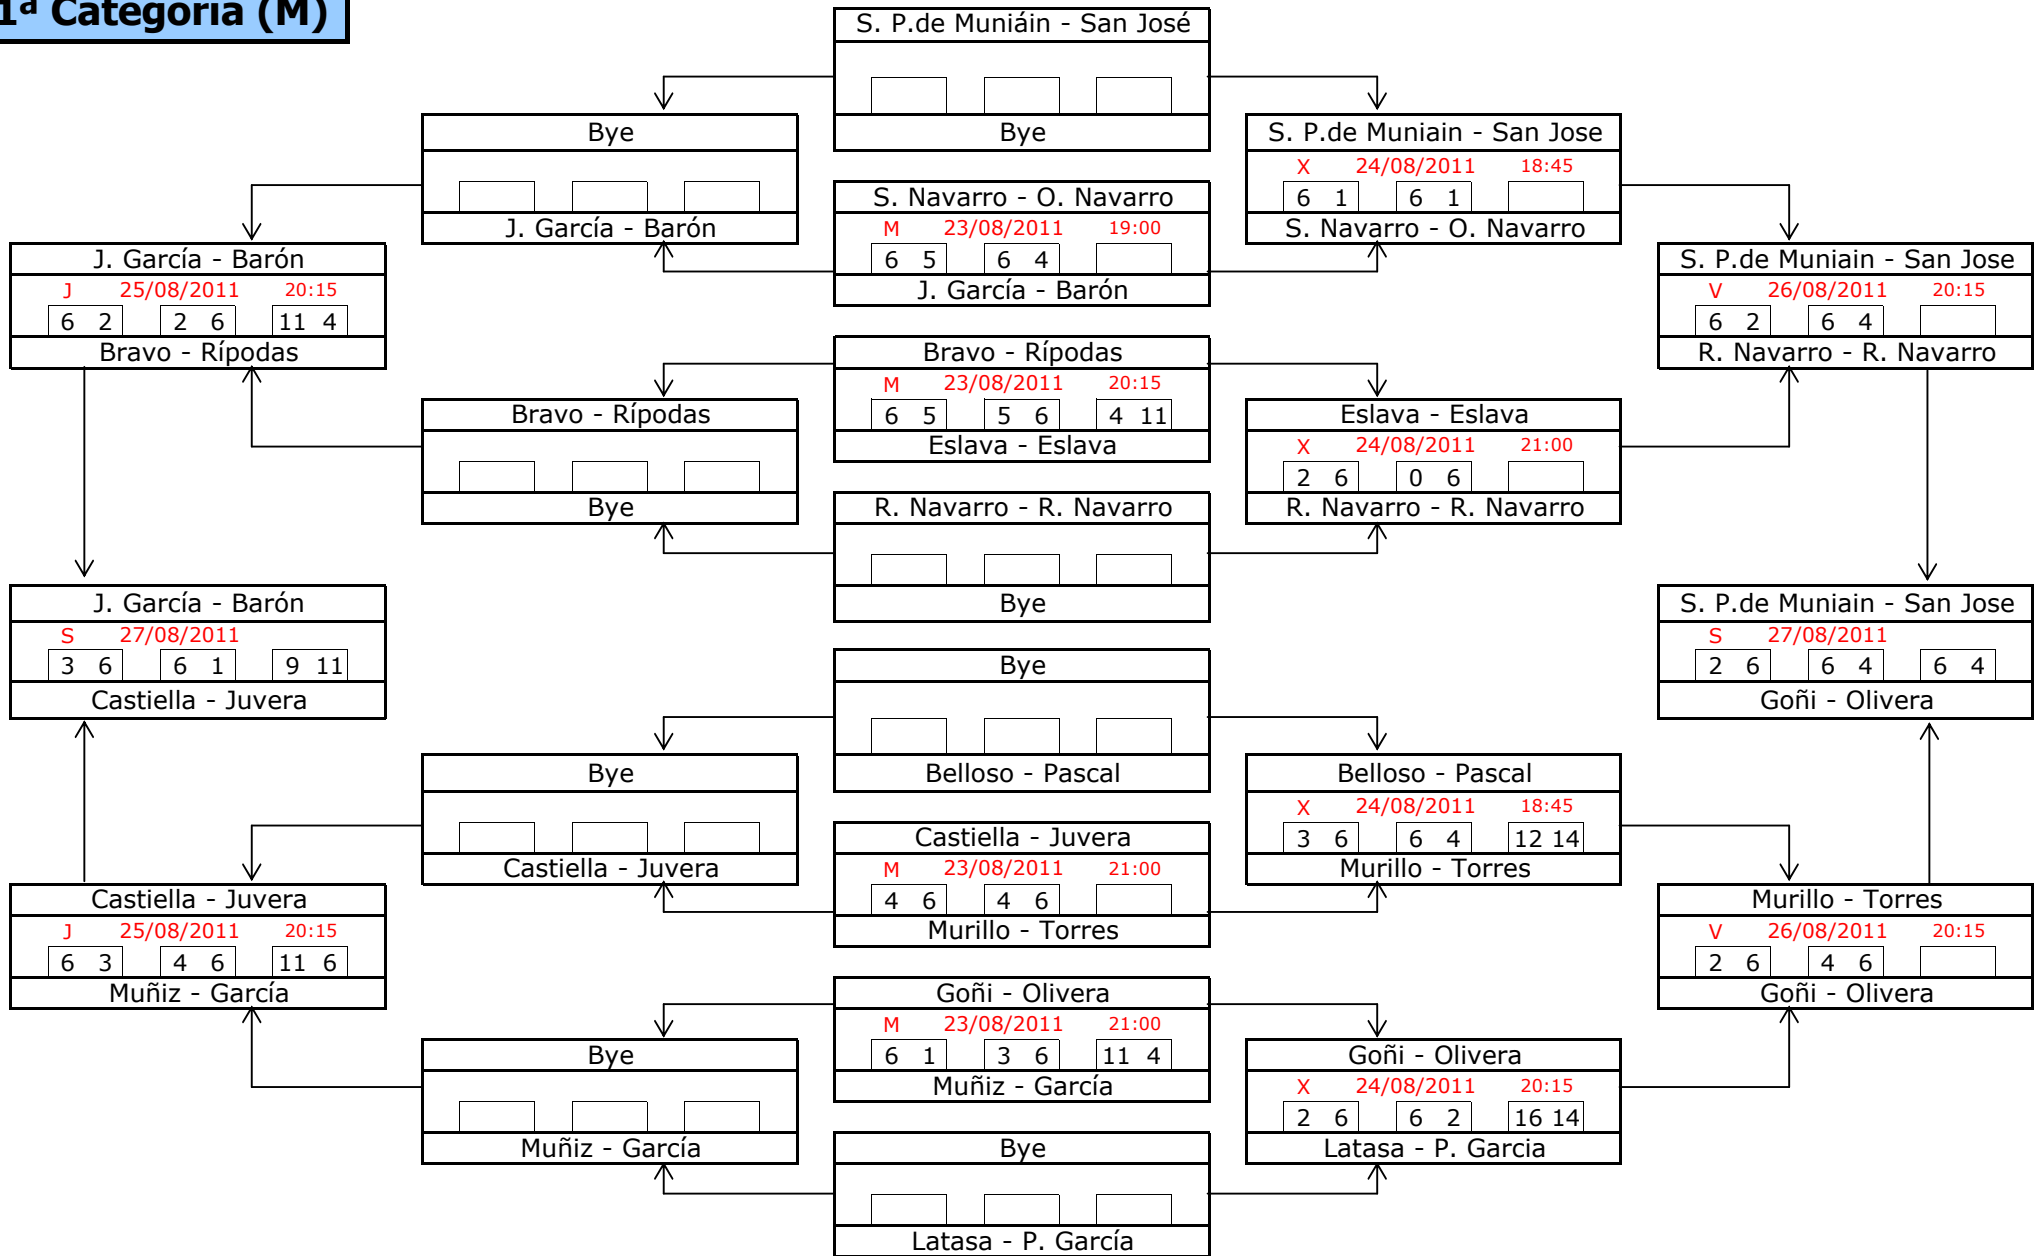 1ª Categoría (M)
S. P.de Muniáin - San José
Bye
S. Navarro - O. Navarro
M 23/08/2011 19:00
6 5 6 4
J. García - Barón
Bravo - Rípodas
M 23/08/2011 20:15
6 5 5 6 4 11
Eslava - Eslava
R. Navarro - R. Navarro
Bye
Bye
Belloso - Pascal
Castiella - Juvera
M 23/08/2011 21:00
4 6 4 6
Murillo - Torres
Goñi - Olivera
M 23/08/2011 21:00
6 1 3 6 11 4
Muñiz - García
Bye
Latasa - P. García
Bye
J. García - Barón
Bravo - Rípodas
Bye
Bye
Castiella - Juvera
Bye
Muñiz - García
J. García - Barón
J 25/08/2011 20:15
6 2 2 6 11 4
Bravo - Rípodas
J. García - Barón
S 27/08/2011
3 6 6 1 9 11
Castiella - Juvera
Castiella - Juvera
J 25/08/2011 20:15
6 3 4 6 11 6
Muñiz - García
S. P.de Muniain - San Jose
X 24/08/2011 18:45
6 1 6 1
S. Navarro - O. Navarro
Eslava - Eslava
X 24/08/2011 21:00
2 6 0 6
R. Navarro - R. Navarro
Belloso - Pascal
X 24/08/2011 18:45
3 6 6 4 12 14
Murillo - Torres
Goñi - Olivera
X 24/08/2011 20:15
2 6 6 2 16 14
Latasa - P. Garcia
S. P.de Muniain - San Jose
V 26/08/2011 20:15
6 2 6 4
R. Navarro - R. Navarro
S. P.de Muniain - San Jose
S 27/08/2011
2 6 6 4 6 4
Goñi - Olivera
Murillo - Torres
V 26/08/2011 20:15
2 6 4 6
Goñi - Olivera